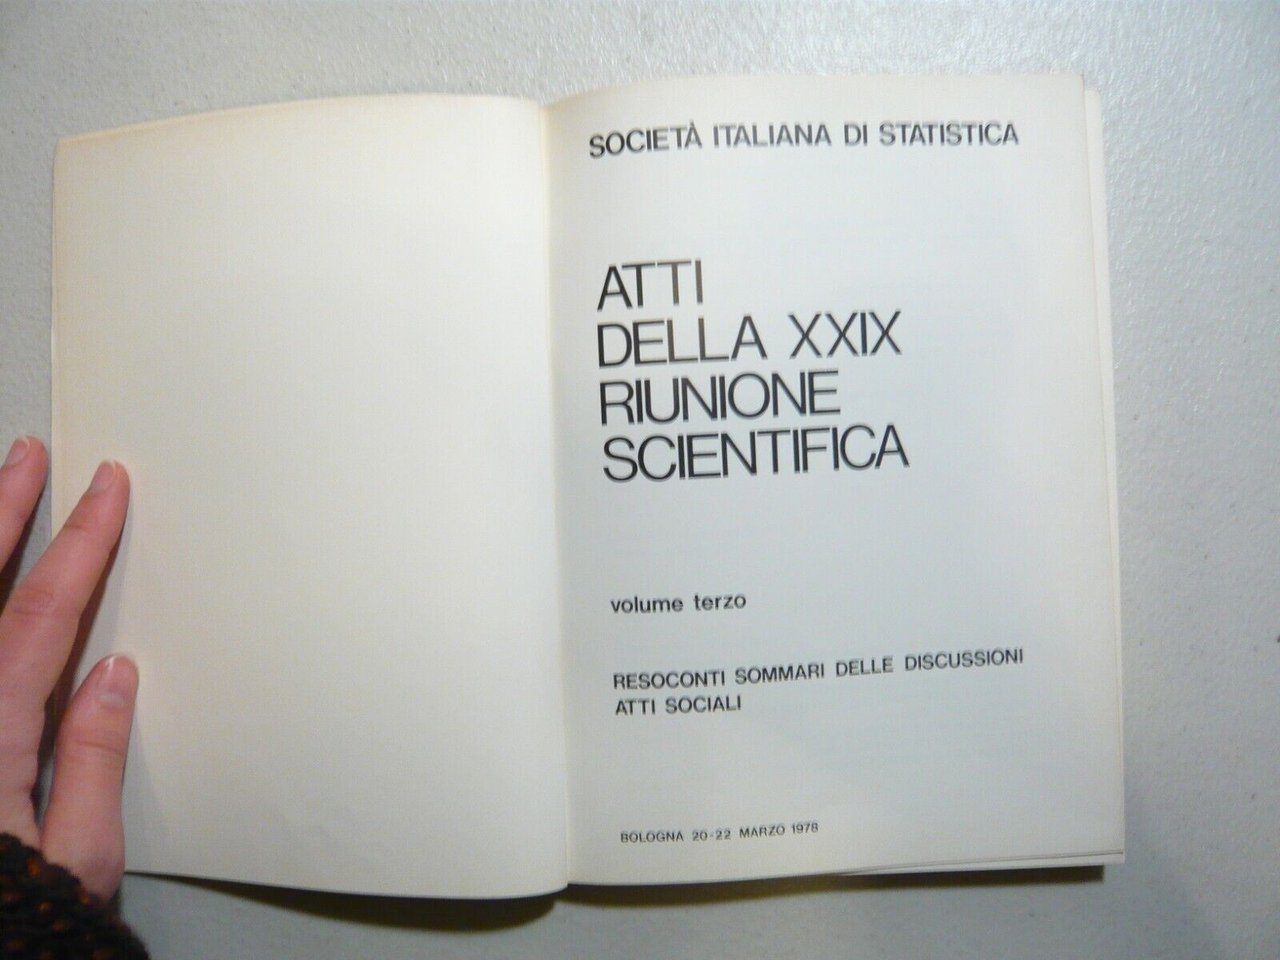 SOCIETÀ ITALIANA DI STATISTICA
ATTI
DELLA XXIX
RIUNIONE
SCIENTIFICA
volume terzo
RESOCONTI SOMMARI DELLE DISCUSSIONI
ATTI SOCIALI
BOLOGNA 20-22 MARZO 1978